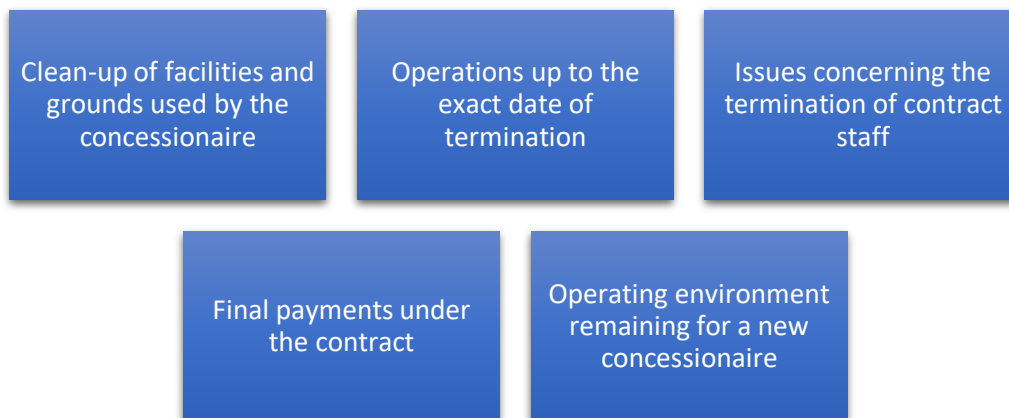 Clean-up of facilities and
grounds used by the
concessionaire
Operations up to the
exact date of
termination
Issues concerning the
termination of contract
staff
Final payments under
the contract
Operating environment
remaining for a new
concessionaire